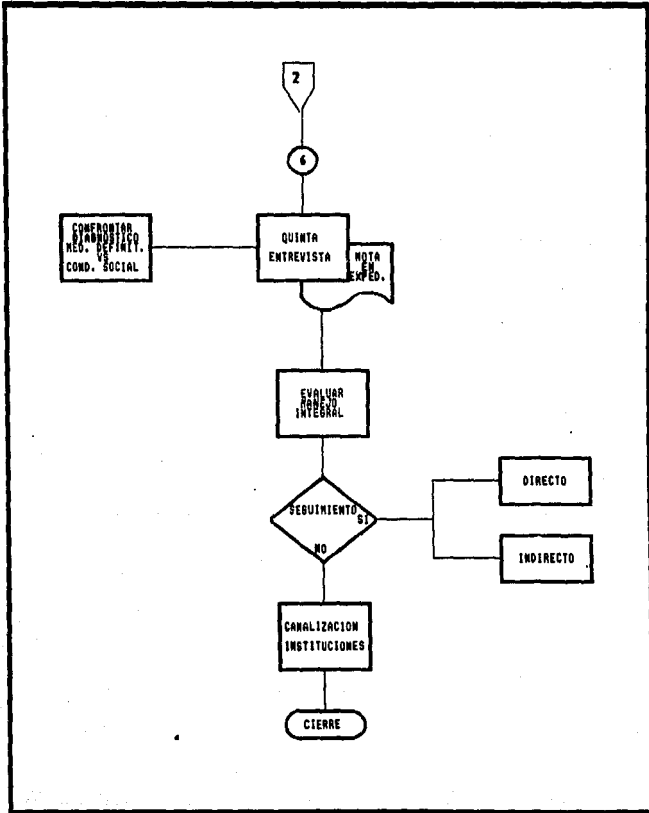 2
6
CONFRONTAR
DIAGNOSTICO
MED. DEFINIT.
VS
COND. SOCIAL
QUINTA
ENTREVISTA
NOTA
EN
EXPED.
EVALUAR
MANEJO
INTEGRAL
SEGUIMIENTO
SI
NO
DIRECTO
INDIRECTO
CANALIZACION
INSTITUCIONES
CIERRE